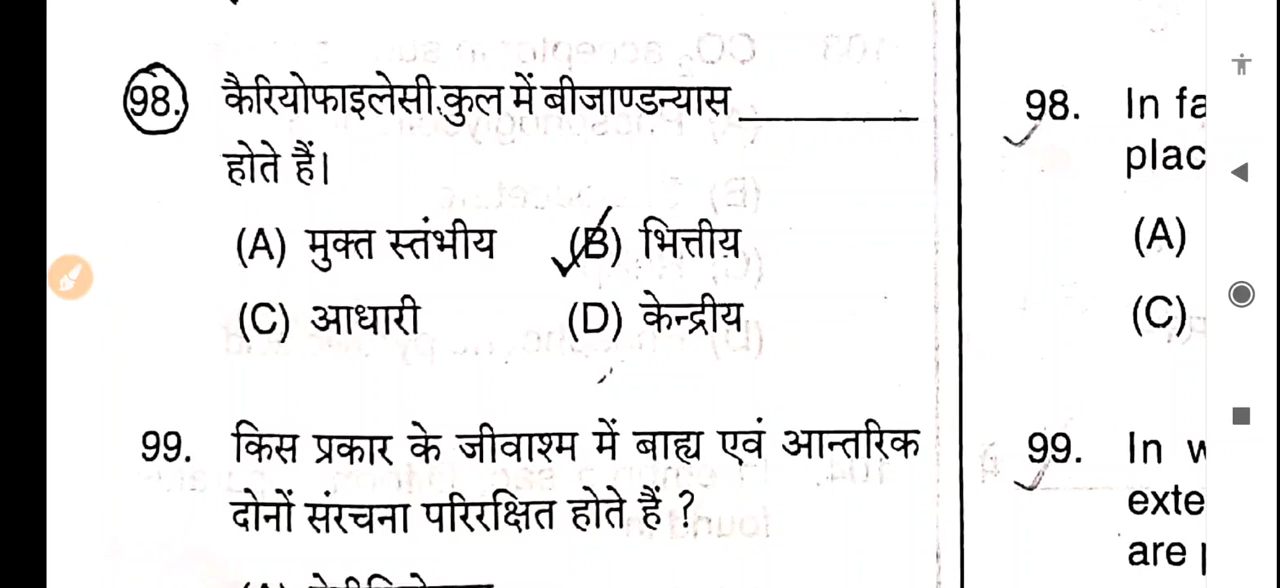 98. कैरियोफाइलेसी कुल में बीजाण्डन्यास ________
होते हैं।
(A) मुक्त स्तंभीय (B) भित्तीय
(C) आधारी (D) केन्द्रीय
99. किस प्रकार के जीवाश्म में बाह्य एवं आन्तरिक
दोनों संरचना परिरक्षित होते हैं ?
98. In fa
plac
(A)
(C)
99. In w
exte
are